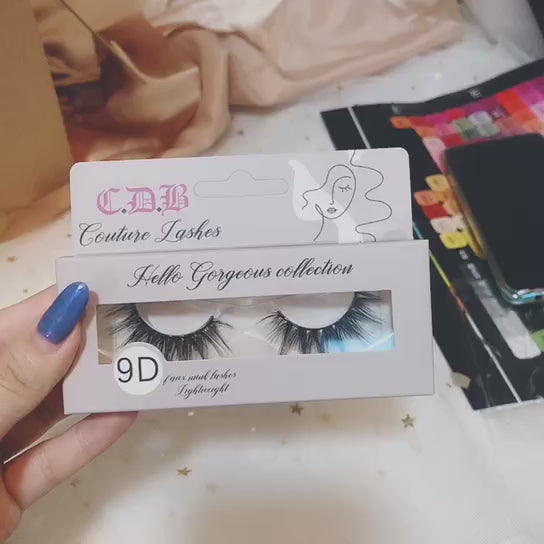 C.D.B
Couture Lashes
Hello Gorgeous collection
9D
Faux mink lashes
Lightweight